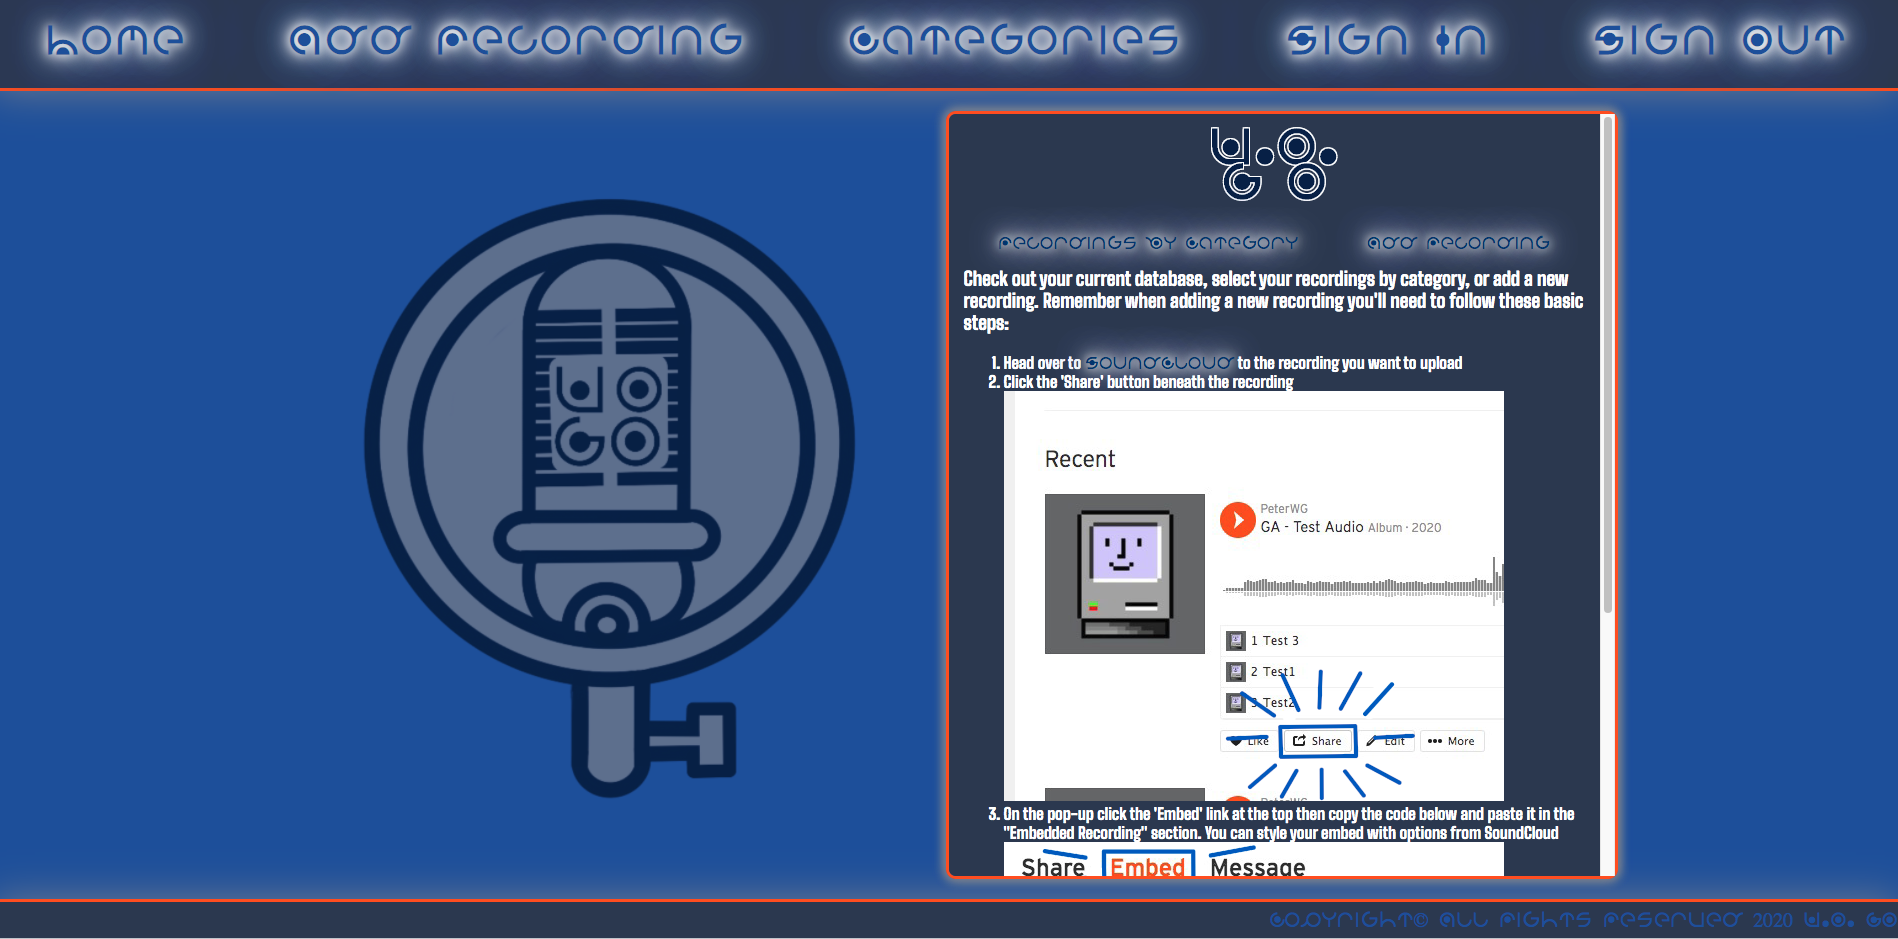 Home Add Recording Categories Sign In Sign Out
U.O.
GO
Recordings by Category Add Recording
Check out your current database, select your recordings by category, or add a new
recording. Remember when adding a new recording you'll need to follow these basic
steps:
1. Head over to SoundCloud to the recording you want to upload
2. Click the 'Share' button beneath the recording
UO
GO
Recent
PeterWG
GA - Test Audio Album · 2020
1 Test 3
2 Test1
3 Test2
Like Share Edit More
PeterWG
3. On the pop-up click the 'Embed' link at the top then copy the code below and paste it in the
"Embedded Recording" section. You can style your embed with options from SoundCloud
Share Embed Message
Copyright© All Rights Reserved 2020 U.O. GO